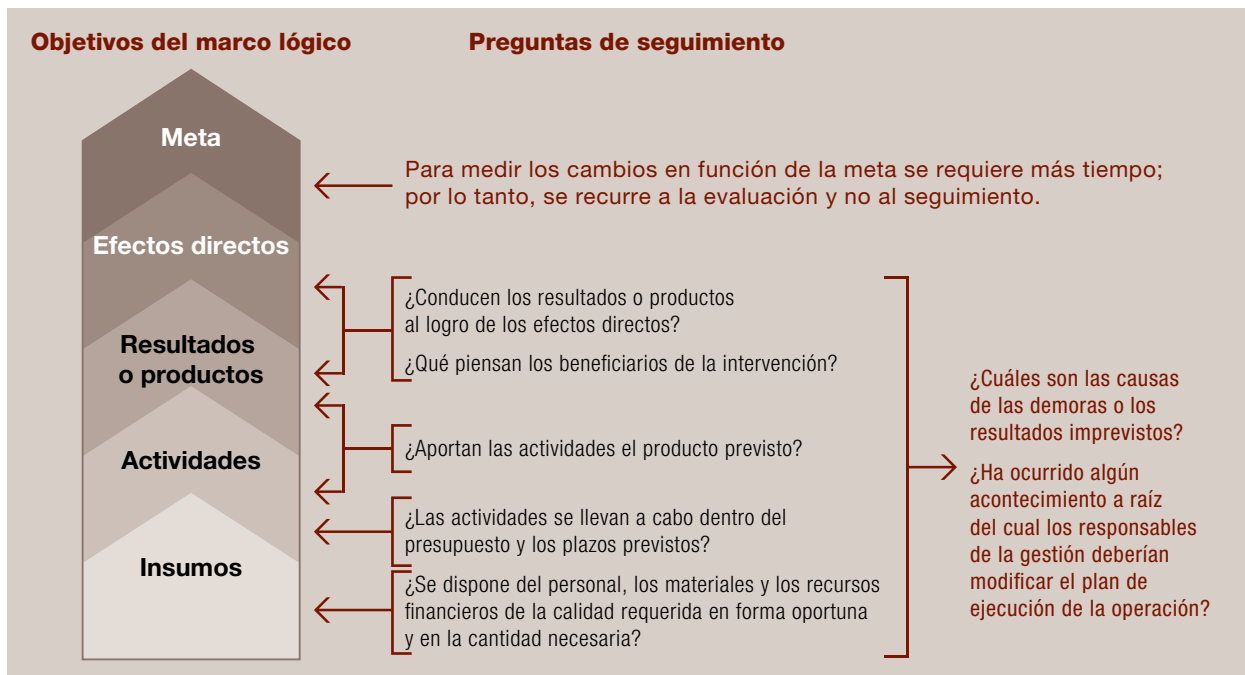 Objetivos del marco lógico
Preguntas de seguimiento
Meta
Para medir los cambios en función de la meta se requiere más tiempo;
por lo tanto, se recurre a la evaluación y no al seguimiento.
Efectos directos
¿Conducen los resultados o productos
al logro de los efectos directos?
¿Qué piensan los beneficiarios de la intervención?
Resultados
o productos
¿Aportan las actividades el producto previsto?
Actividades
¿Las actividades se llevan a cabo dentro del
presupuesto y los plazos previstos?
Insumos
¿Se dispone del personal, los materiales y los recursos
financieros de la calidad requerida en forma oportuna
y en la cantidad necesaria?
¿Cuáles son las causas
de las demoras o los
resultados imprevistos?
¿Ha ocurrido algún
acontecimiento a raíz
del cual los responsables
de la gestión deberían
modificar el plan de
ejecución de la operación?